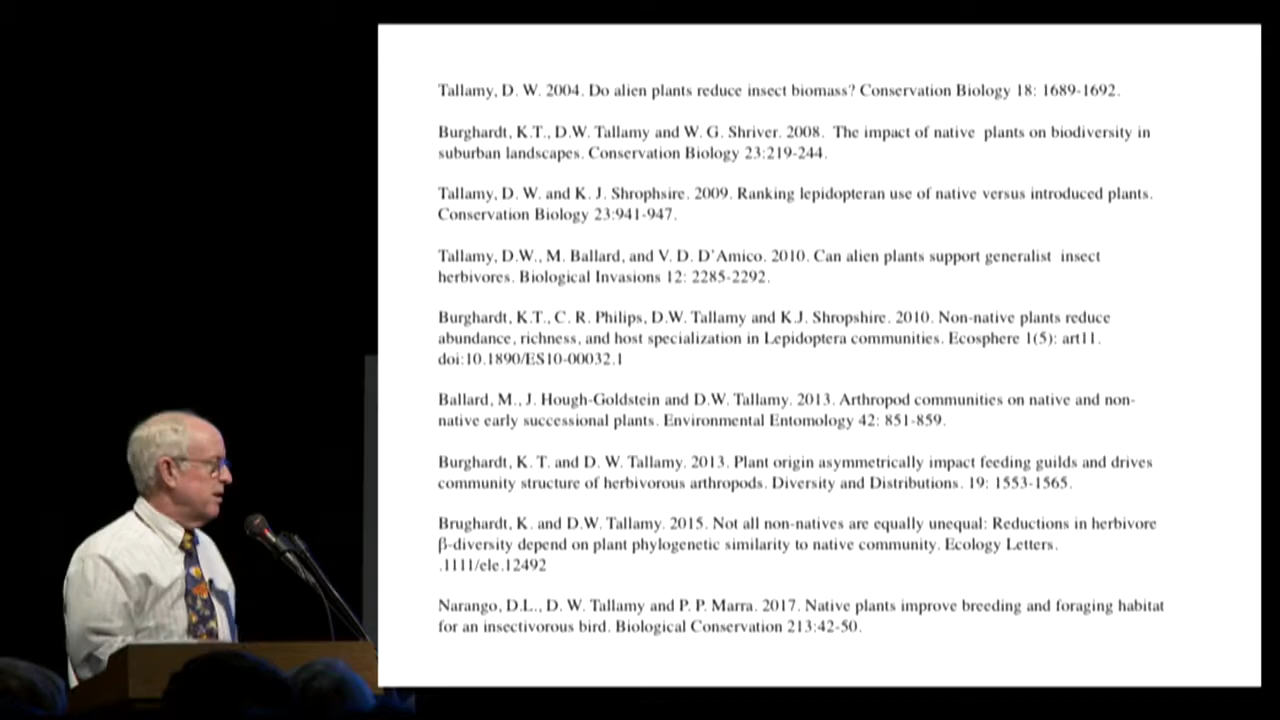 Tallamy, D. W. 2004. Do alien plants reduce insect biomass? Conservation Biology 18: 1689-1692.
Burghardt, K.T., D.W. Tallamy and W. G. Shriver. 2008. The impact of native plants on biodiversity in
suburban landscapes. Conservation Biology 23:219-244.
Tallamy, D. W. and K. J. Shrophsire. 2009. Ranking lepidopteran use of native versus introduced plants.
Conservation Biology 23:941-947.
Tallamy, D.W., M. Ballard, and V. D. D'Amico. 2010. Can alien plants support generalist insect
herbivores. Biological Invasions 12: 2285-2292.
Burghardt, K.T., C. R. Philips, D.W. Tallamy and K.J. Shropshire. 2010. Non-native plants reduce
abundance, richness, and host specialization in Lepidoptera communities. Ecosphere 1(5): art11.
doi:10.1890/ES10-00032.1
Ballard, M., J. Hough-Goldstein and D.W. Tallamy. 2013. Arthropod communities on native and non-
native early successional plants. Environmental Entomology 42: 851-859.
Burghardt, K. T. and D. W. Tallamy. 2013. Plant origin asymmetrically impact feeding guilds and drives
community structure of herbivorous arthropods. Diversity and Distributions. 19: 1553-1565.
Brughardt, K. and D.W. Tallamy. 2015. Not all non-natives are equally unequal: Reductions in herbivore
β-diversity depend on plant phylogenetic similarity to native community. Ecology Letters.
.1111/ele.12492
Narango, D.L., D. W. Tallamy and P. P. Marra. 2017. Native plants improve breeding and foraging habitat
for an insectivorous bird. Biological Conservation 213:42-50.